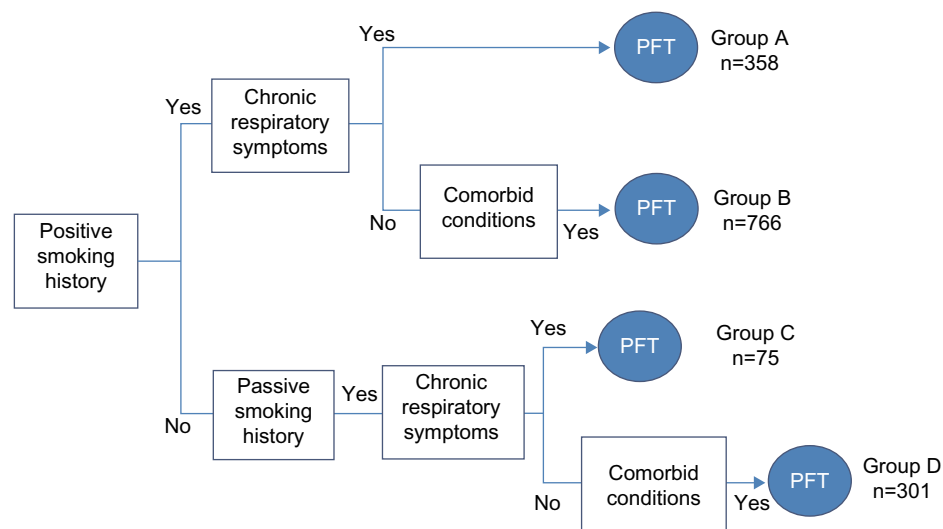 Positive
smoking
history
Yes
Chronic
respiratory
symptoms
Yes
PFT
Group A
n=358
No
Comorbid
conditions
Yes
PFT
Group B
n=766
No
Passive
smoking
history
Yes
Chronic
respiratory
symptoms
Yes
PFT
Group C
n=75
No
Comorbid
conditions
Yes
PFT
Group D
n=301